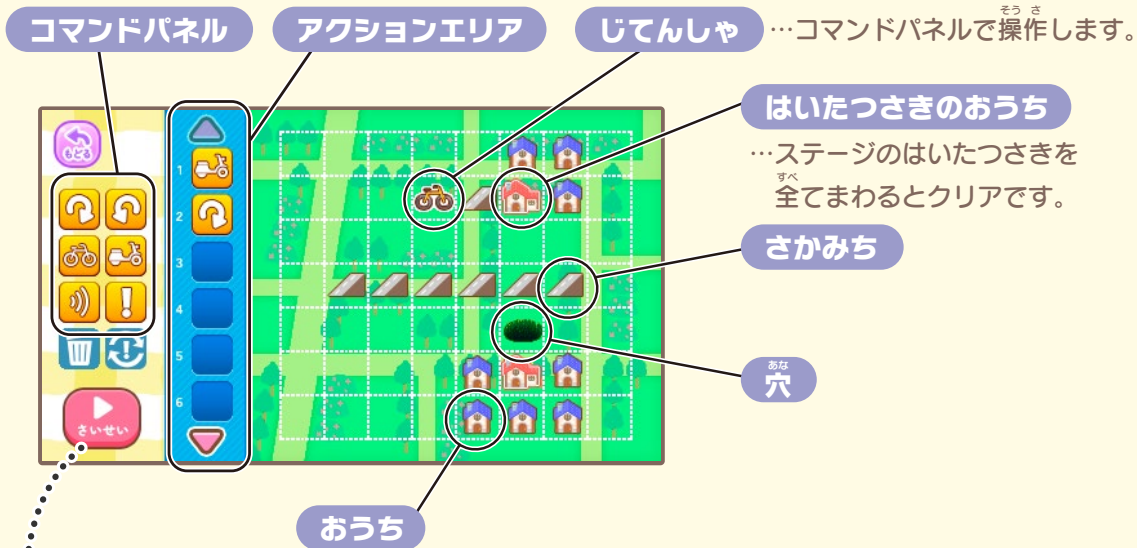 コマンドパネル
アクションエリア
じてんしゃ
…コマンドパネルで操作します。
そうさ
はいたつさきのおうち
…ステージのはいたつさきを
全てまわるとクリアです。
すべ
さかみち
あな
穴
おうち
もどる
1
2
3
4
5
6
さいせい